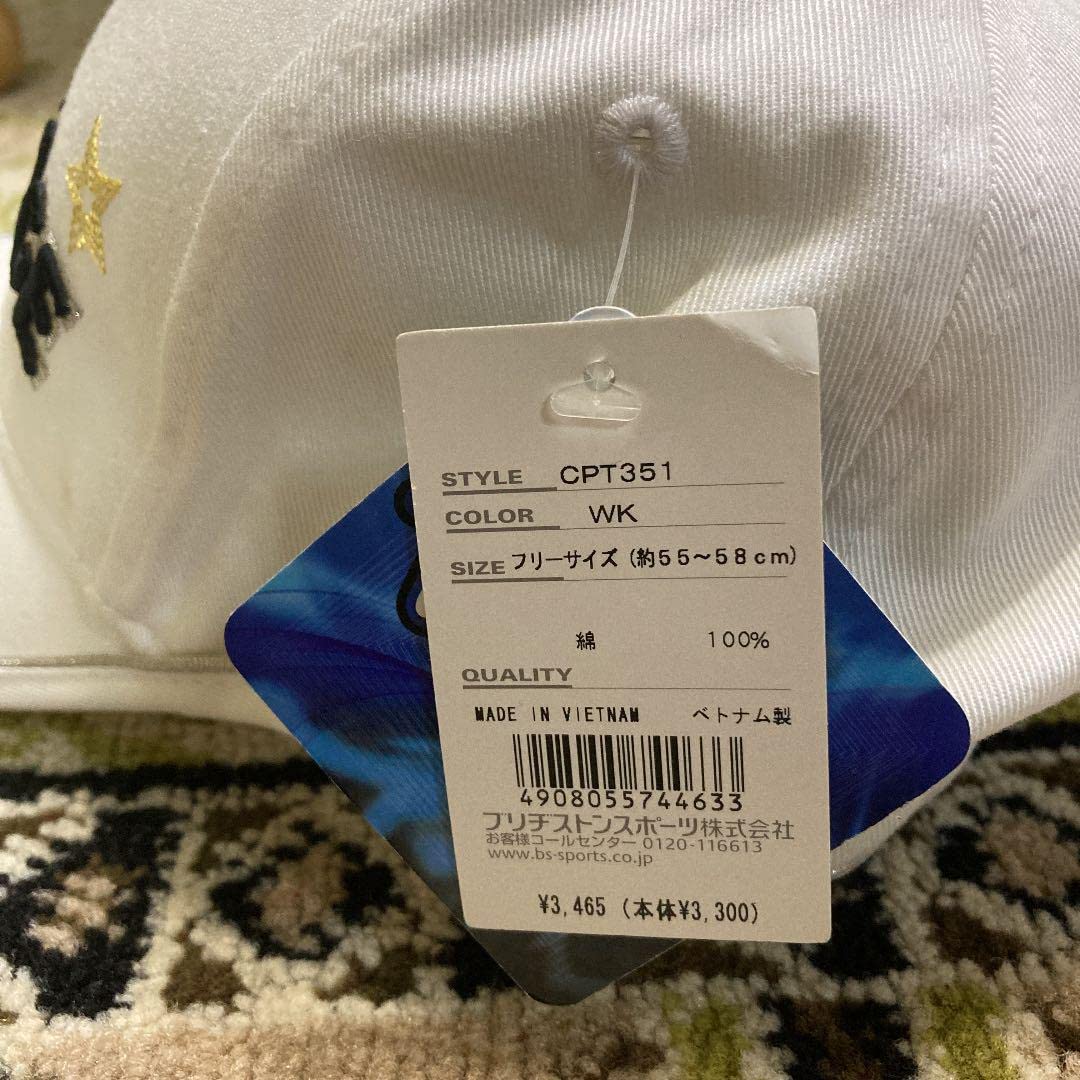 STYLE CPT351
COLOR WK
SIZE フリーサイズ (約55〜58cm)
綿 100%
QUALITY
MADE IN VIETNAM ベトナム製
4908055744633
ブリヂストンスポーツ株式会社
お客様コールセンター 0120-116613
www.bs-sports.co.jp
¥3,465 (本体¥3,300)